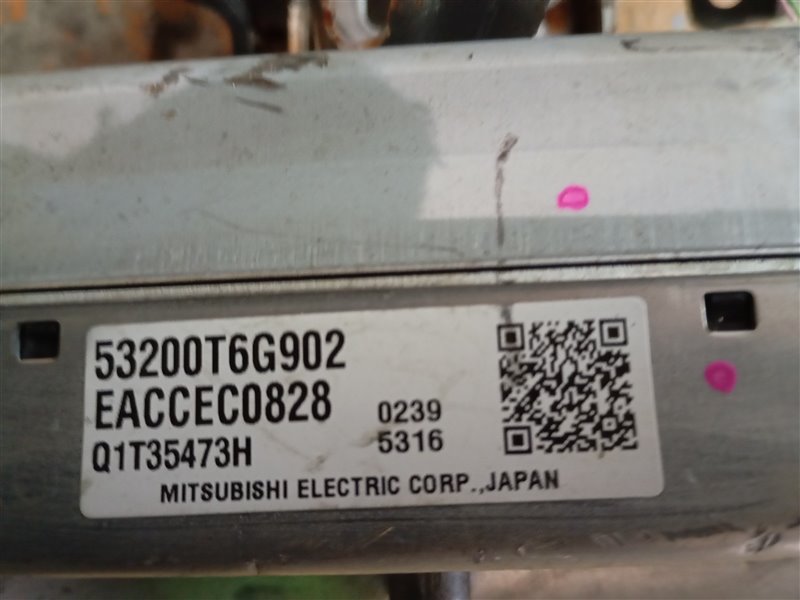 53200T6G902
EACCEC0828 0239
Q1T35473H 5316
MITSUBISHI ELECTRIC CORP.,JAPAN